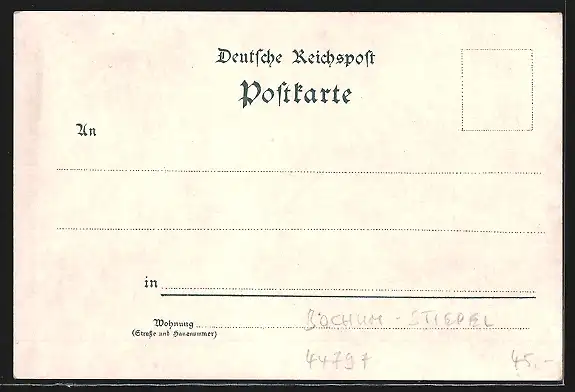 Deutsche Reichspost
Postkarte
An
in
Wohnung
(Straße und Hausnummer)
BOCHUM - STIEPEL
44797
45.-